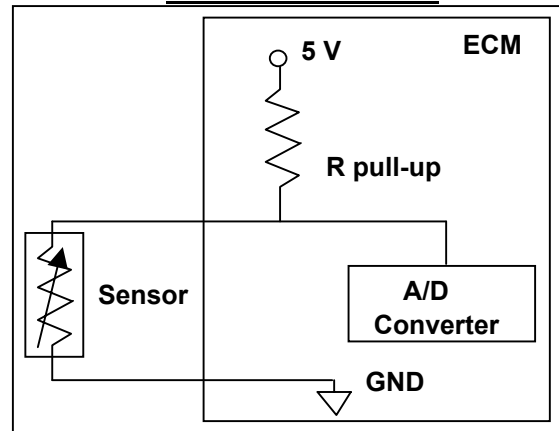 5 V
ECM
R pull-up
Sensor
A/D
Converter
GND